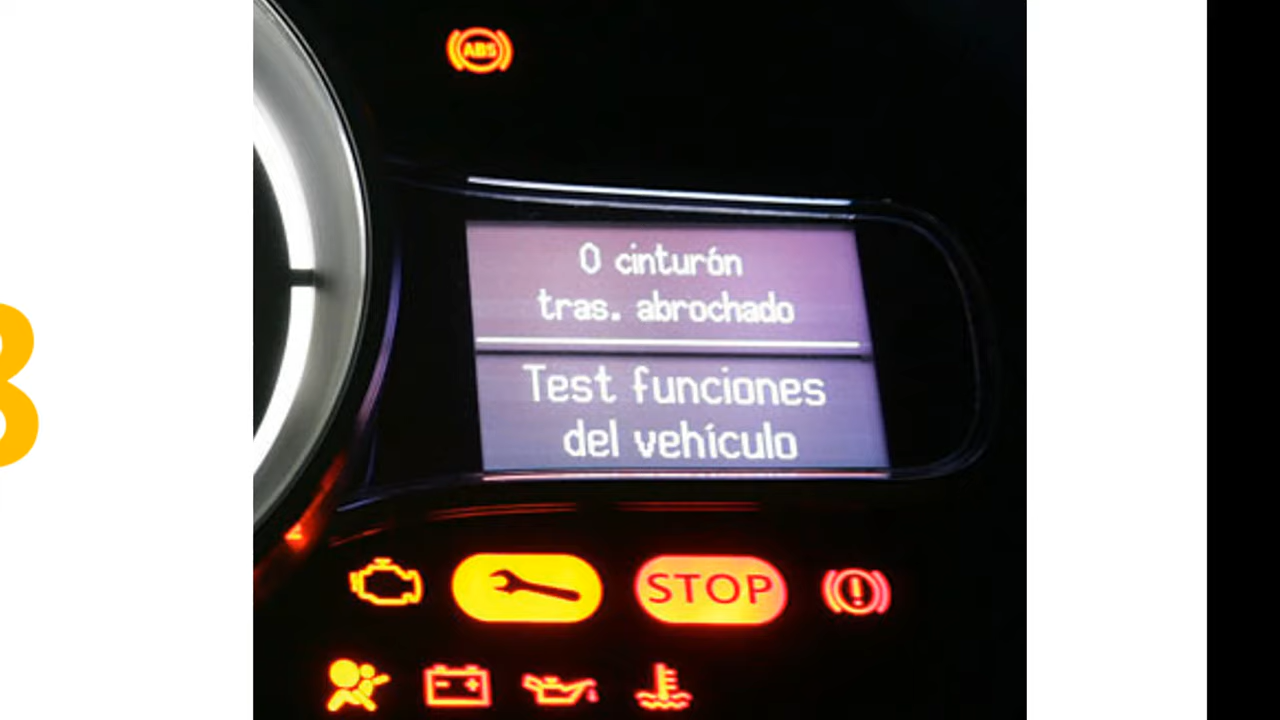 ABS
0 cinturón
tras. abrochado
Test funciones
del vehículo
STOP